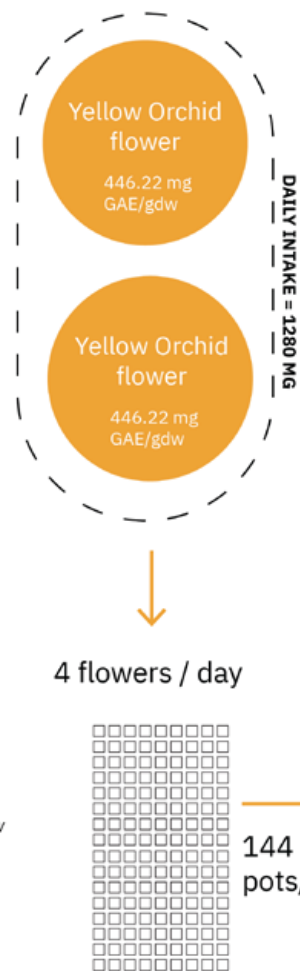 Yellow Orchid
flower
446.22 mg
GAE/gdw
DAILY INTAKE = 1280 MG
Yellow Orchid
flower
446.22 mg
GAE/gdw
4 flowers / day
144
pots/